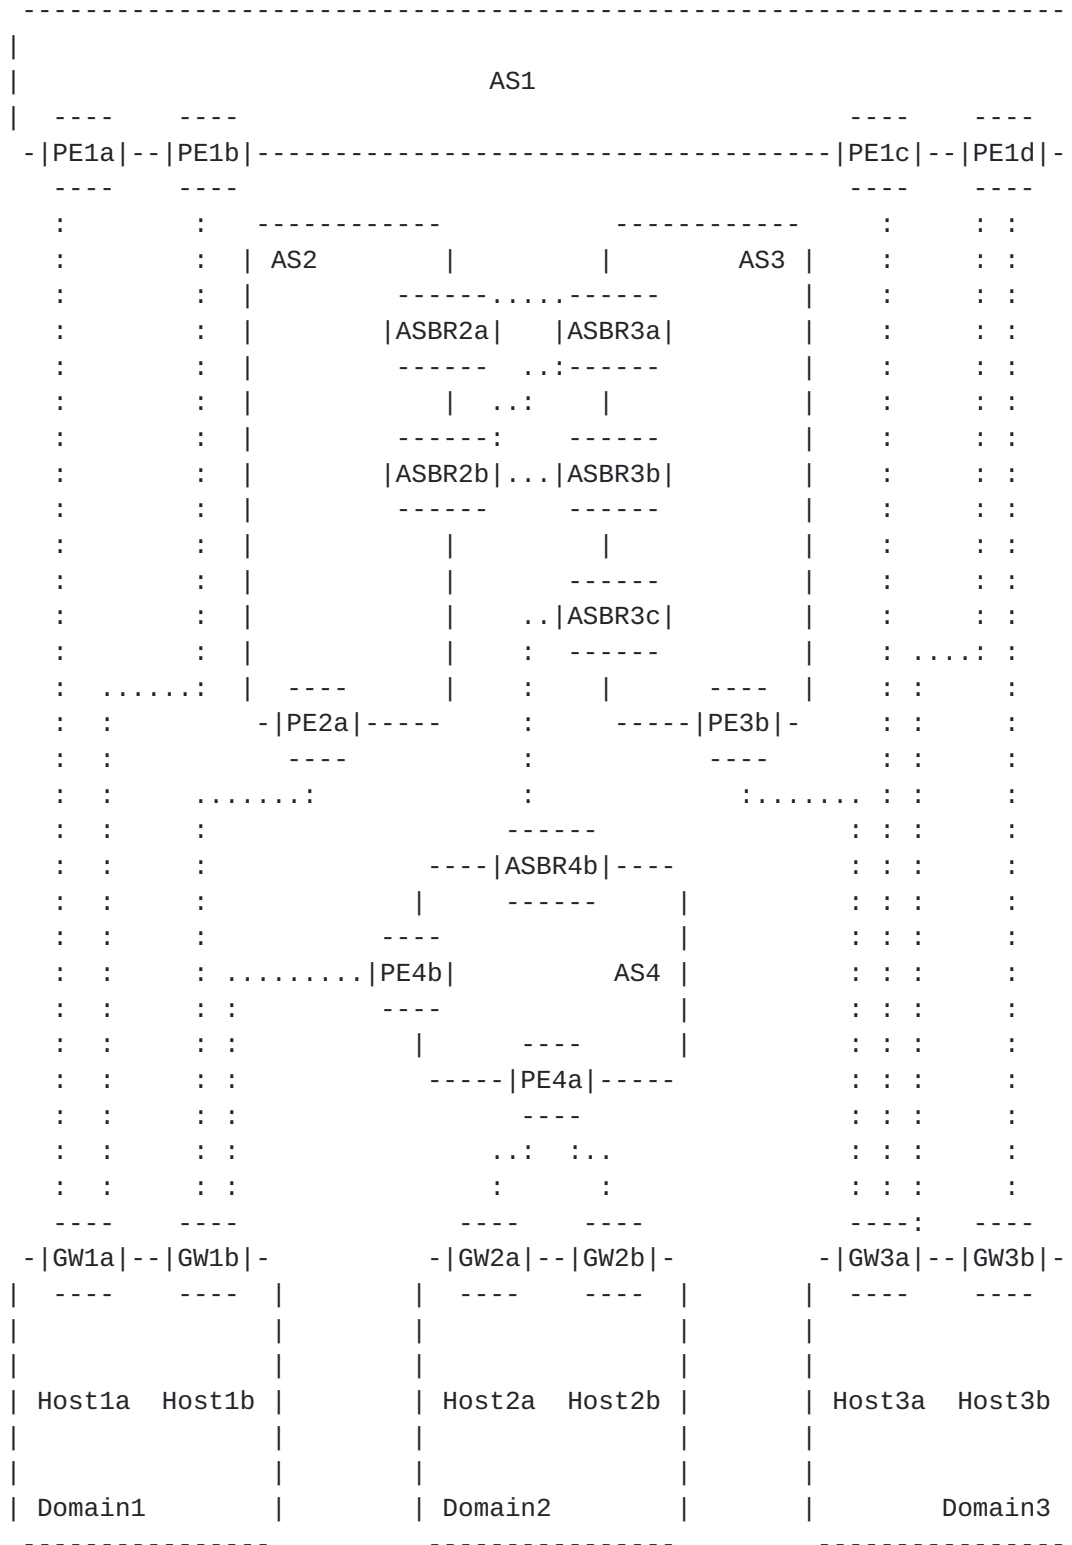 AS1
PE1a PE1b PE1c PE1d
AS2 AS3
ASBR2a ASBR3a
ASBR2b ASBR3b
ASBR3c
PE2a PE3b
ASBR4b
PE4b AS4
PE4a
GW1a GW1b GW2a GW2b GW3a GW3b
Host1a Host1b Host2a Host2b Host3a Host3b
Domain1 Domain2 Domain3